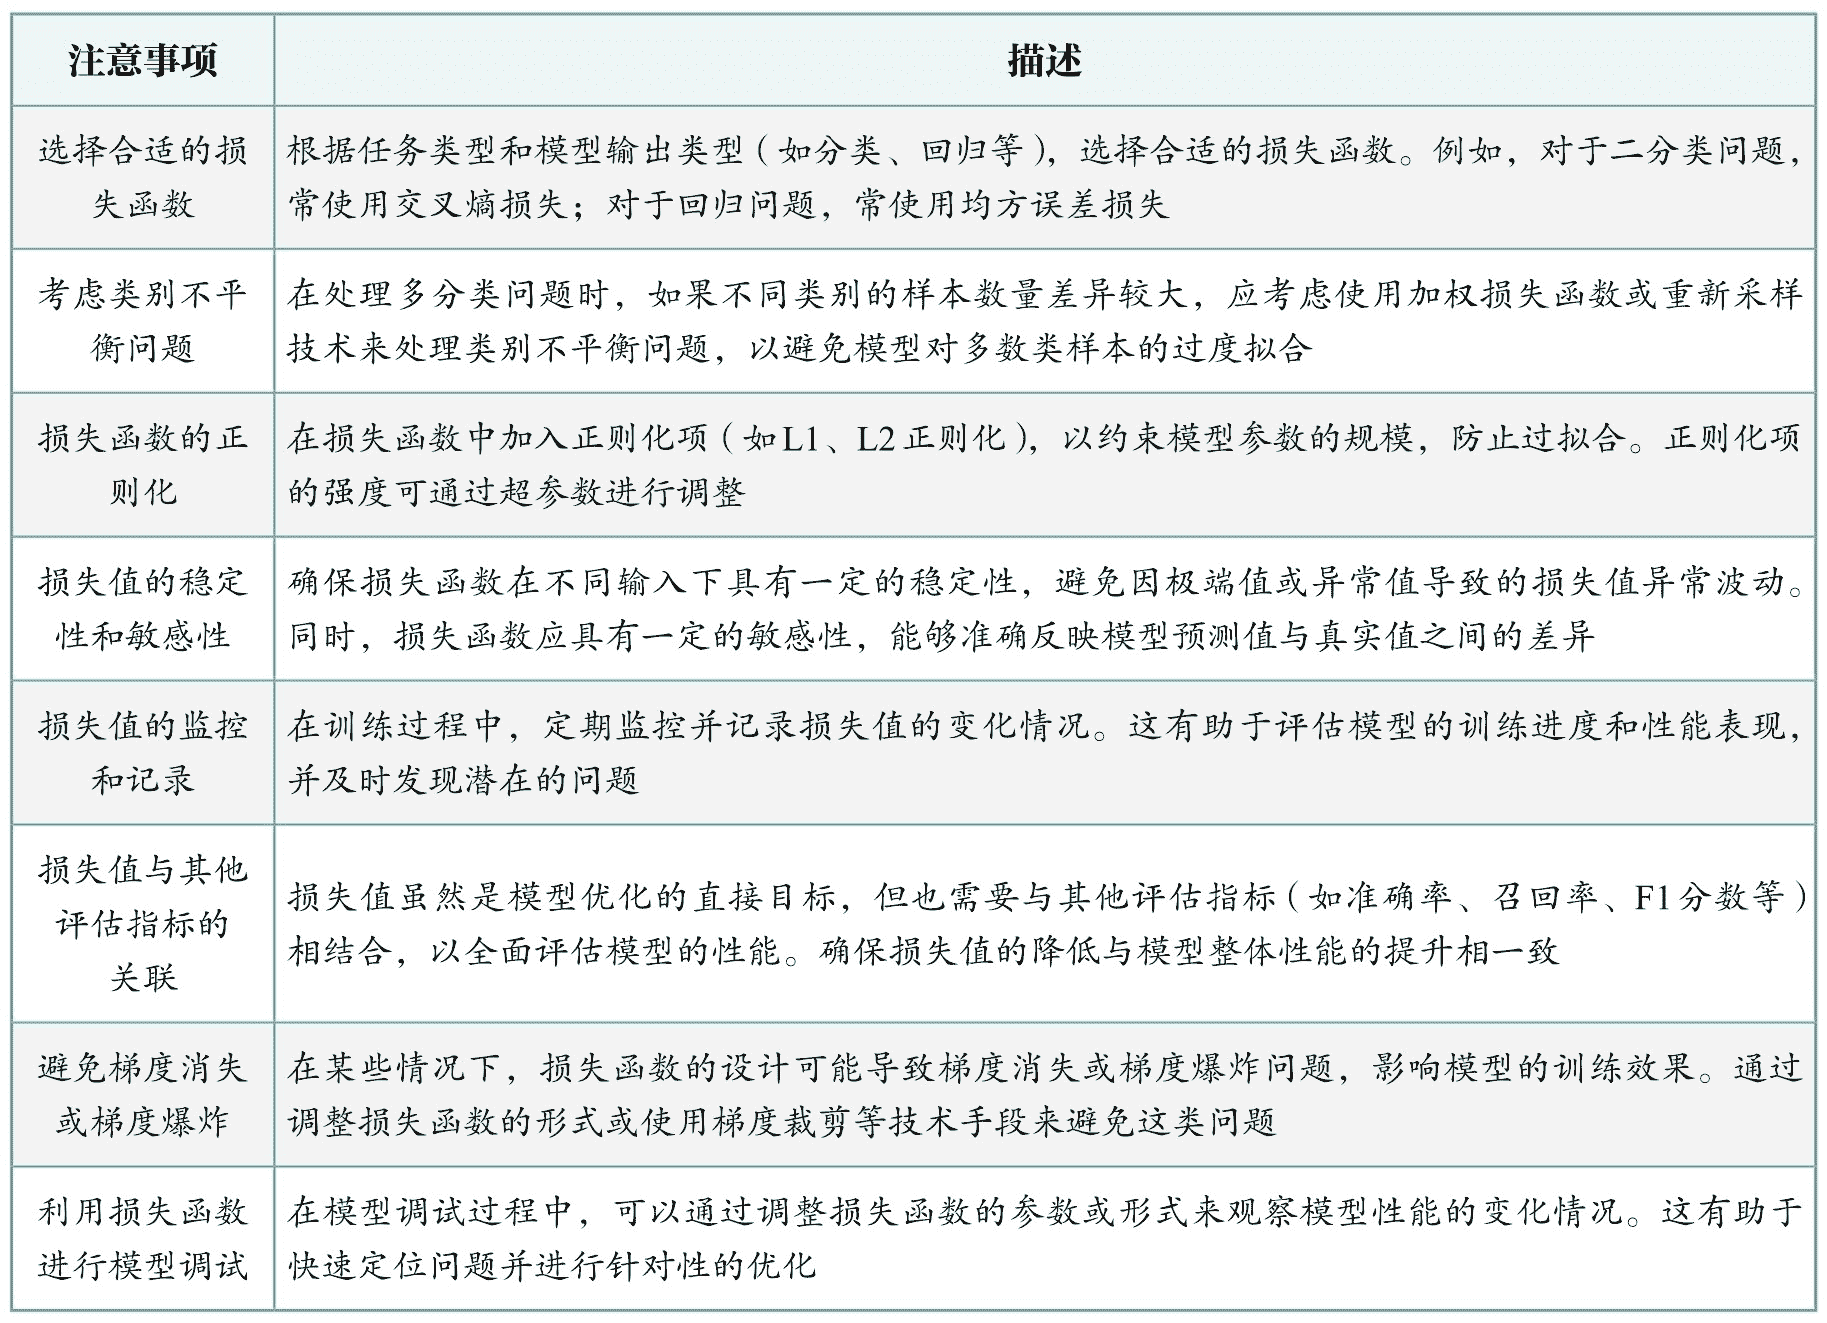 注意事项
描述
选择合适的损
失函数
根据任务类型和模型输出类型（如分类、回归等），选择合适的损失函数。例如，对于二分类问题，
常使用交叉熵损失；对于回归问题，常使用均方误差损失
考虑类别不平
衡问题
在处理多分类问题时，如果不同类别的样本数量差异较大，应考虑使用加权损失函数或重新采样
技术来处理类别不平衡问题，以避免模型对多数类样本的过度拟合
损失函数的正
则化
在损失函数中加入正则化项（如L1、L2正则化），以约束模型参数的规模，防止过拟合。正则化项
的强度可通过超参数进行调整
损失值的稳定
性和敏感性
确保损失函数在不同输入下具有一定的稳定性，避免因极端值或异常值导致的损失值异常波动。
同时，损失函数应具有一定的敏感性，能够准确反映模型预测值与真实值之间的差异
损失值的监控
和记录
在训练过程中，定期监控并记录损失值的变化情况。这有助于评估模型的训练进度和性能表现，
并及时发现潜在的问题
损失值与其他
评估指标的
关联
损失值虽然是模型优化的直接目标，但也需要与其他评估指标（如准确率、召回率、F1分数等）
相结合，以全面评估模型的性能。确保损失值的降低与模型整体性能的提升相一致
避免梯度消失
或梯度爆炸
在某些情况下，损失函数的设计可能导致梯度消失或梯度爆炸问题，影响模型的训练效果。通过
调整损失函数的形式或使用梯度裁剪等技术手段来避免这类问题
利用损失函数
进行模型调试
在模型调试过程中，可以通过调整损失函数的参数或形式来观察模型性能的变化情况。这有助于
快速定位问题并进行针对性的优化